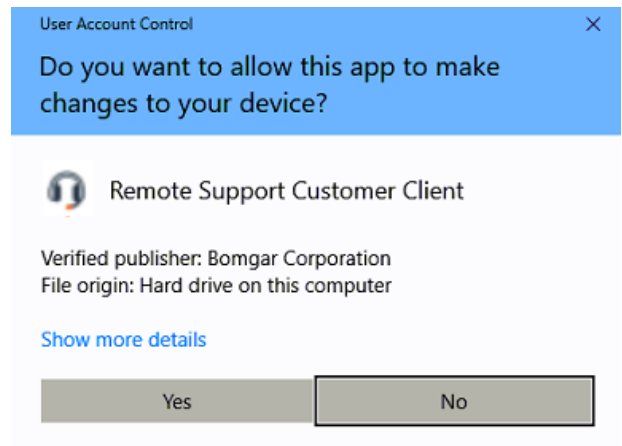 User Account Control
Do you want to allow this app to make
changes to your device?
Remote Support Customer Client
Verified publisher: Bomgar Corporation
File origin: Hard drive on this computer
Show more details
Yes
No